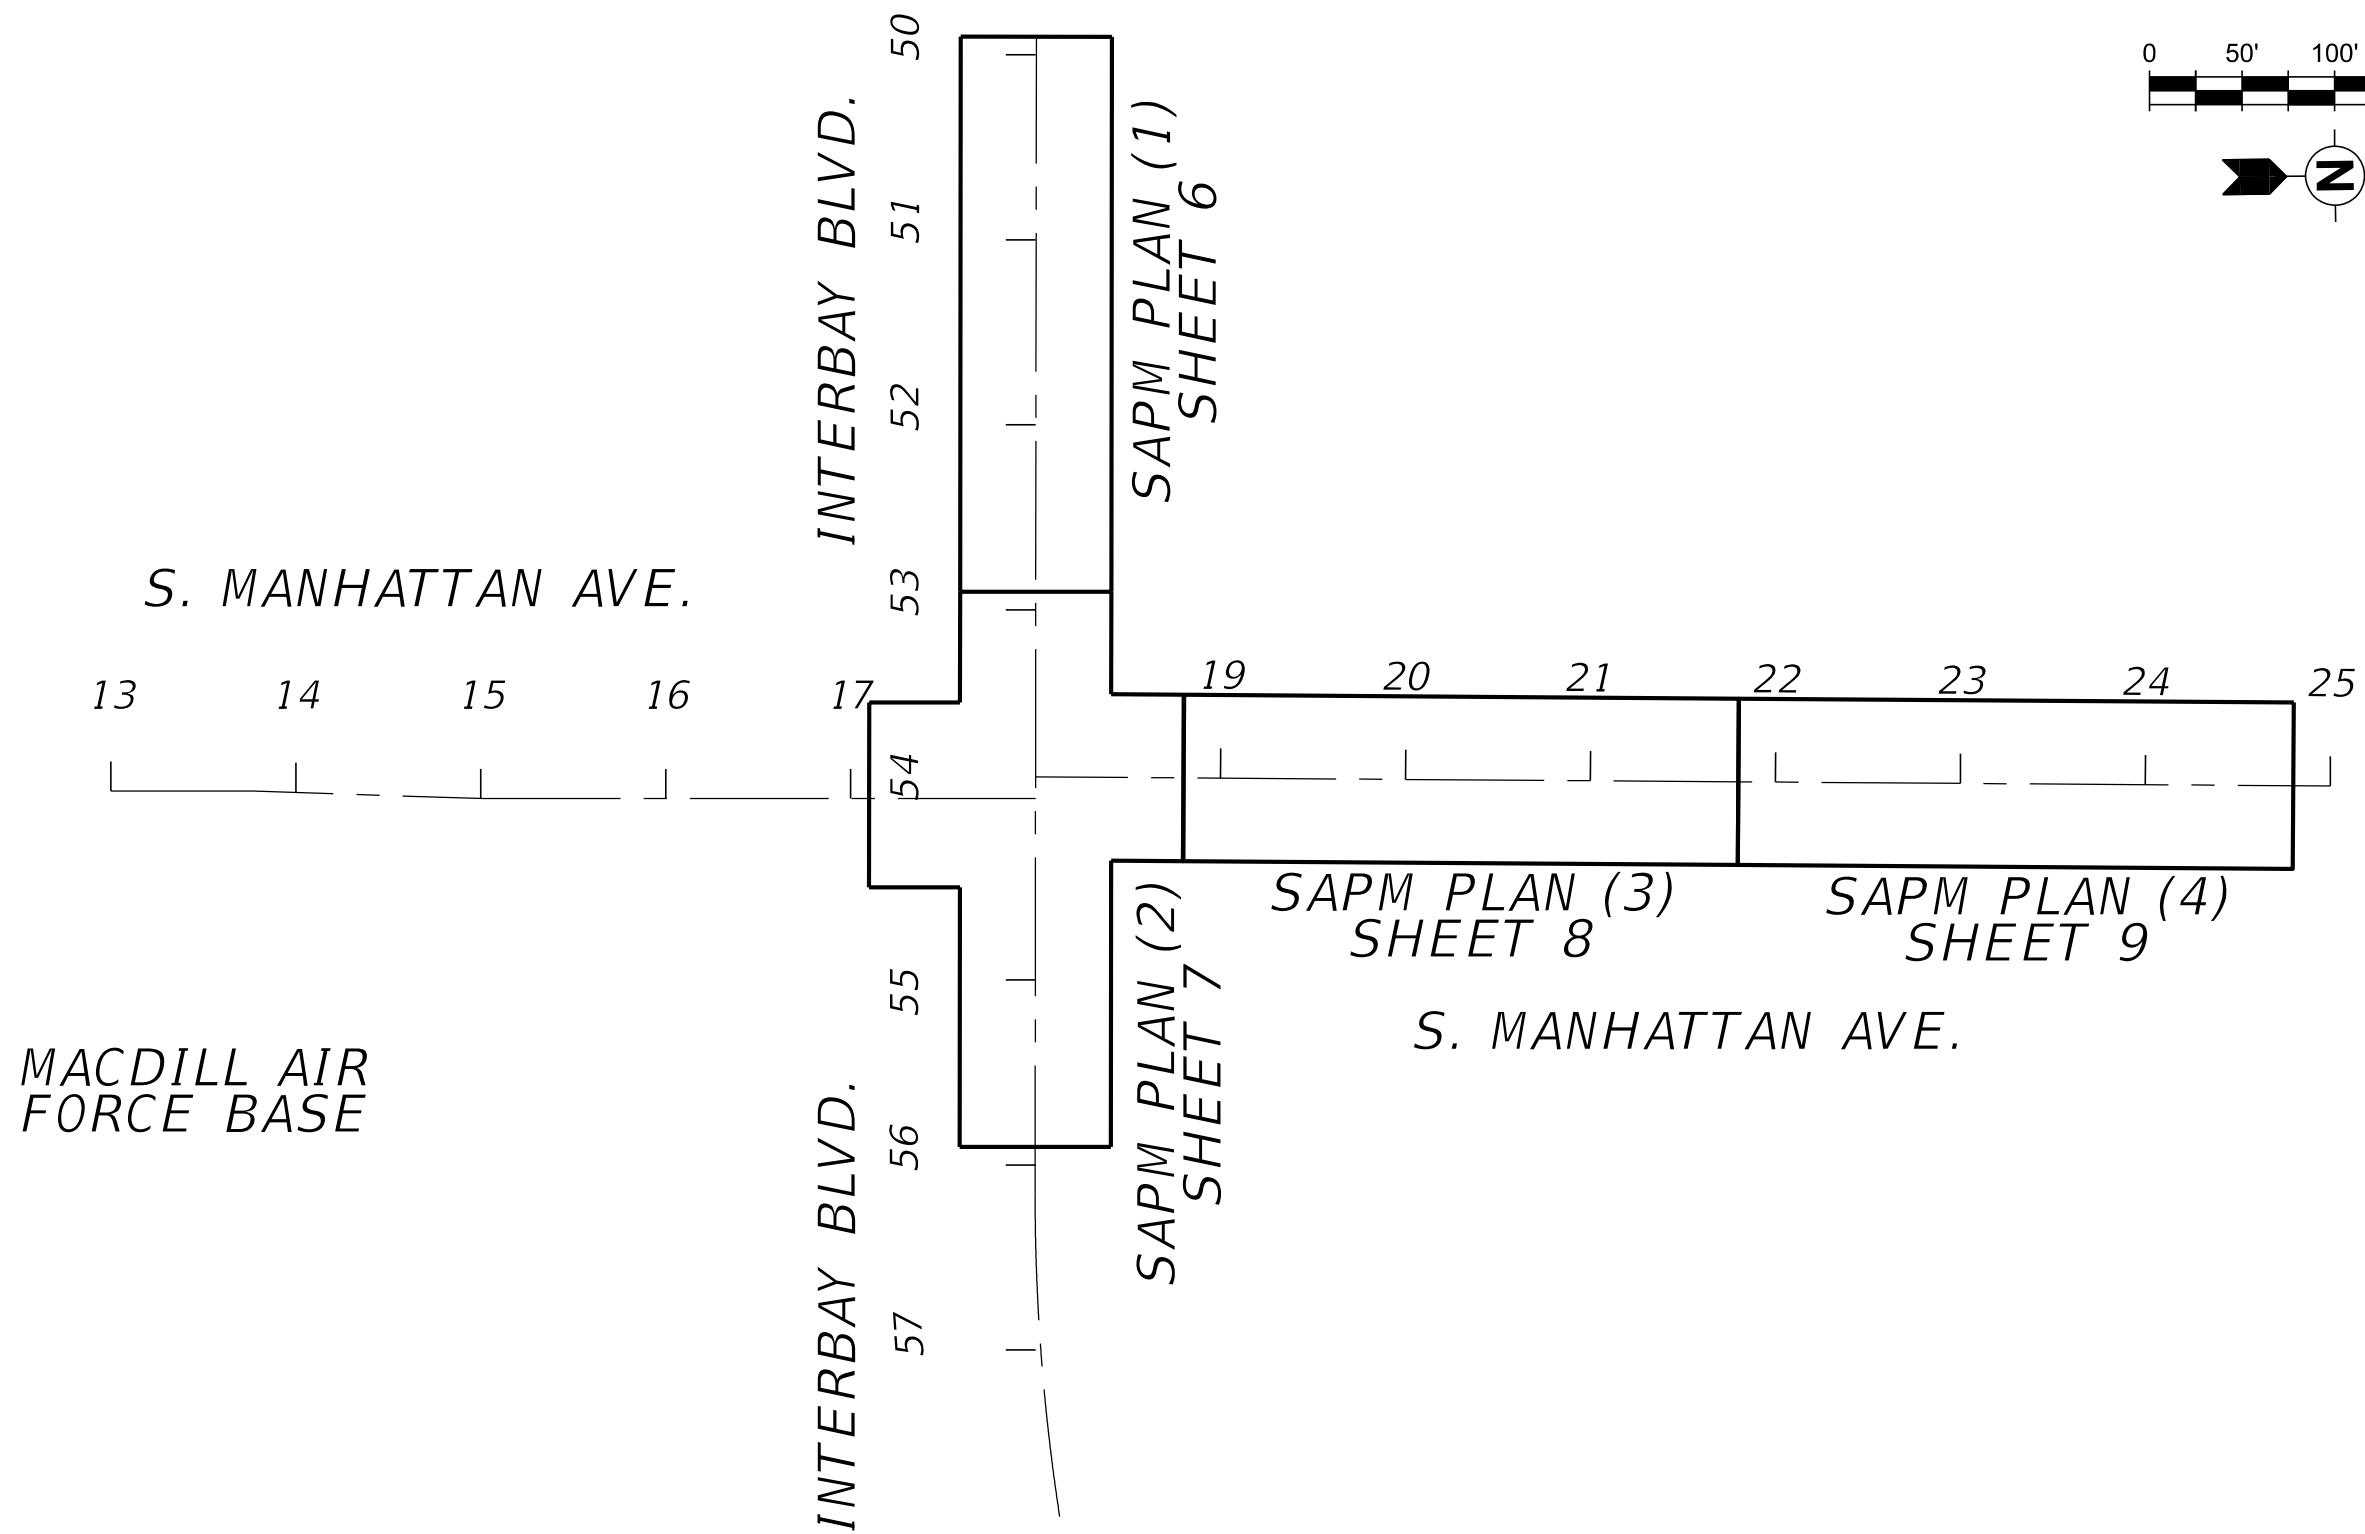 0 50' 100'
N
INTERBAY BLVD.
50
51
52
53
54
55
56
57
SAPM PLAN (1)
SHEET 6
S. MANHATTAN AVE.
13 14 15 16 17
19 20 21 22 23 24 25
SAPM PLAN (2)
SHEET 7
SAPM PLAN (3)
SHEET 8
SAPM PLAN (4)
SHEET 9
S. MANHATTAN AVE.
MACDILL AIR
FORCE BASE
INTERBAY BLVD.